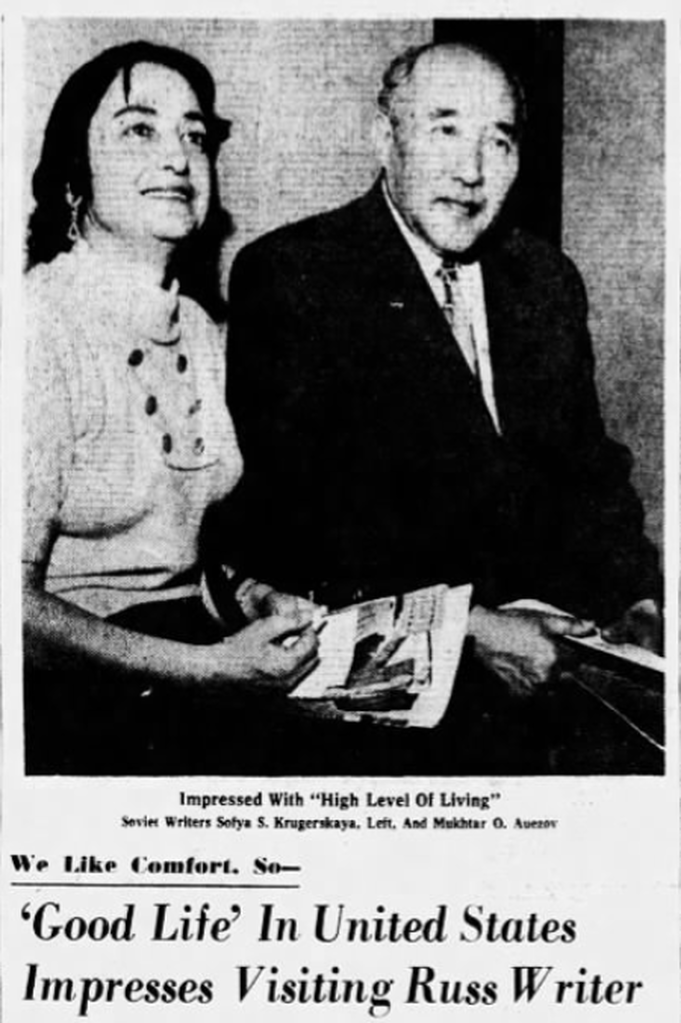 Impressed With "High Level Of Living"
Soviet Writers Sofya S. Krugerskaya, Left, And Mukhtar O. Auezov
We Like Comfort, So—
'Good Life' In United States
Impresses Visiting Russ Writer